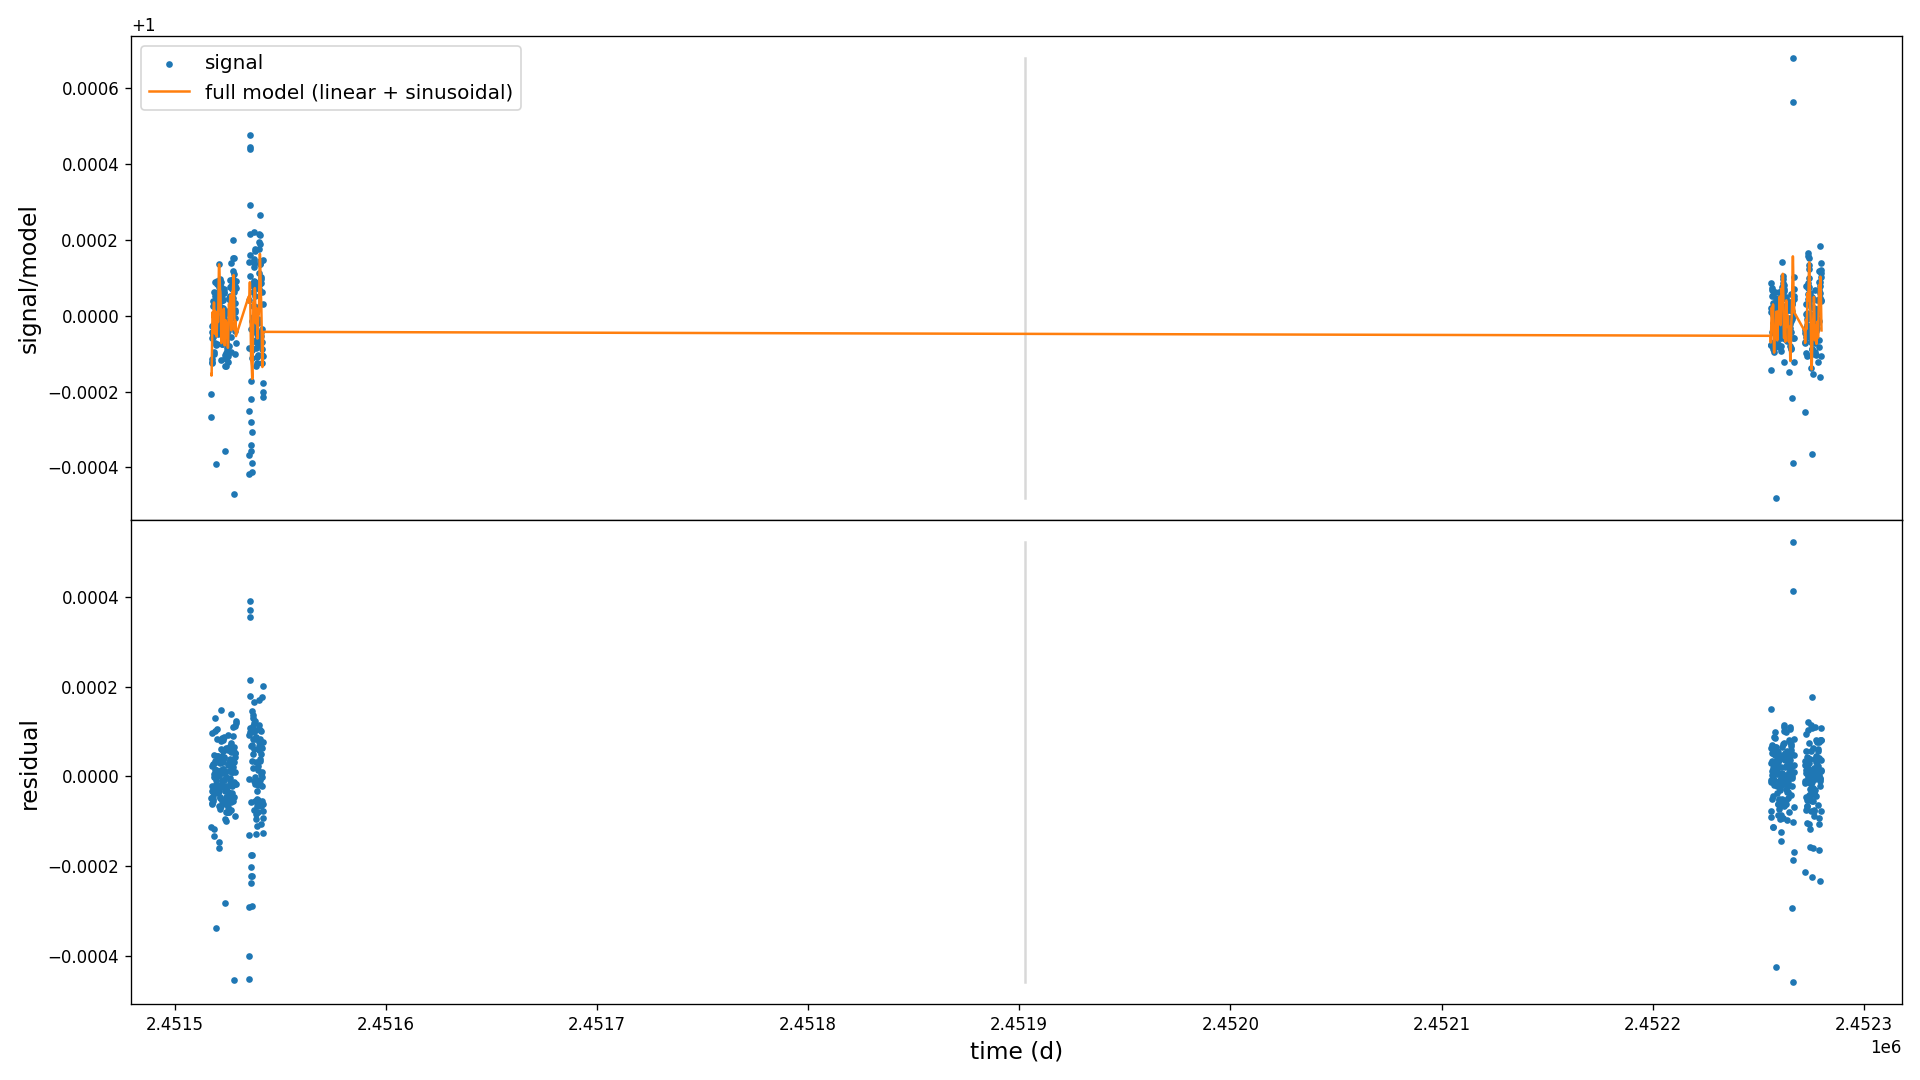 +1
signal
full model (linear + sinusoidal)
0.0006
0.0004
0.0002
0.0000
−0.0002
−0.0004
signal/model
0.0004
0.0002
0.0000
−0.0002
−0.0004
residual
2.4515 2.4516 2.4517 2.4518 2.4519 2.4520 2.4521 2.4522 2.4523
1e6
time (d)